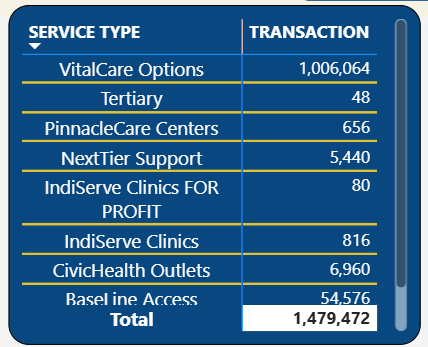 SERVICE TYPE TRANSACTION
VitalCare Options 1,006,064
Tertiary 48
PinnacleCare Centers 656
NextTier Support 5,440
IndiServe Clinics FOR 80
PROFIT
IndiServe Clinics 816
CivicHealth Outlets 6,960
BaseLine Access 54,576
Total 1,479,472